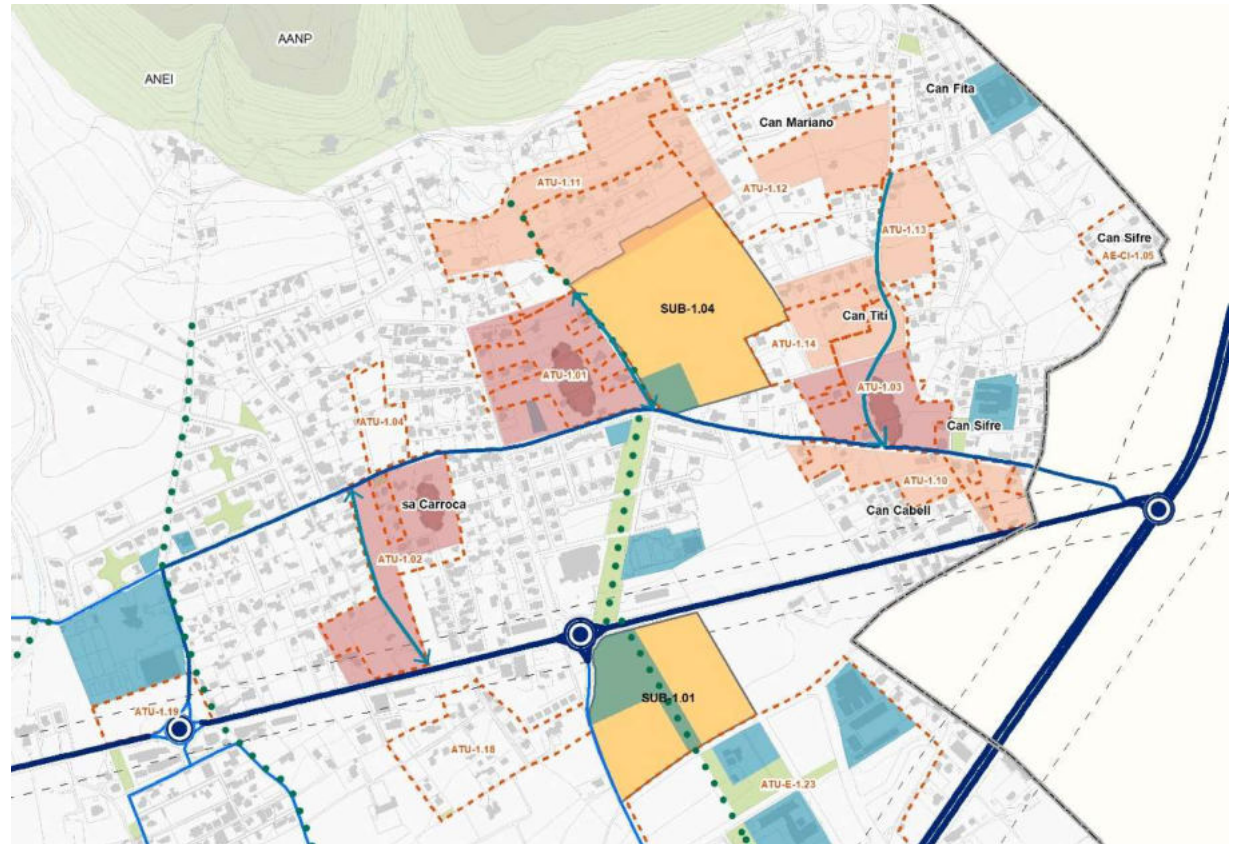 AANP
ANEI
Can Fita
Can Mariano
ATU-1.11
ATU-1.12
ATU-1.13
Can Sifre
AE-CI-1.05
SUB-1.04
Can Titi
ATU-1.14
ATU-1.01
ATU-1.03
ATU-1.04
Can Sifre
ATU-1.10
sa Carroca
Can Cabell
ATU-1.02
SUB-1.01
ATU-1.19
ATU-1.18
ATU-E-1.23